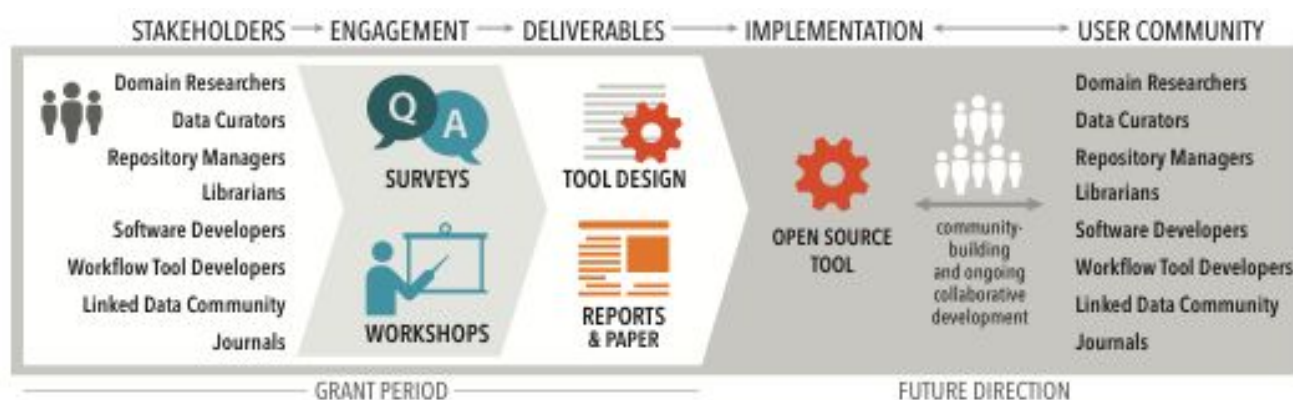 STAKEHOLDERS ENGAGEMENT DELIVERABLES IMPLEMENTATION USER COMMUNITY
Domain Researchers
Data Curators
Repository Managers
Librarians
Software Developers
Workflow Tool Developers
Linked Data Community
Journals
Q A
SURVEYS
WORKSHOPS
TOOL DESIGN
REPORTS
& PAPER
OPEN SOURCE
TOOL
community-
building
and ongoing
collaborative
development
Domain Researchers
Data Curators
Repository Managers
Librarians
Software Developers
Workflow Tool Developers
Linked Data Community
Journals
GRANT PERIOD
FUTURE DIRECTION